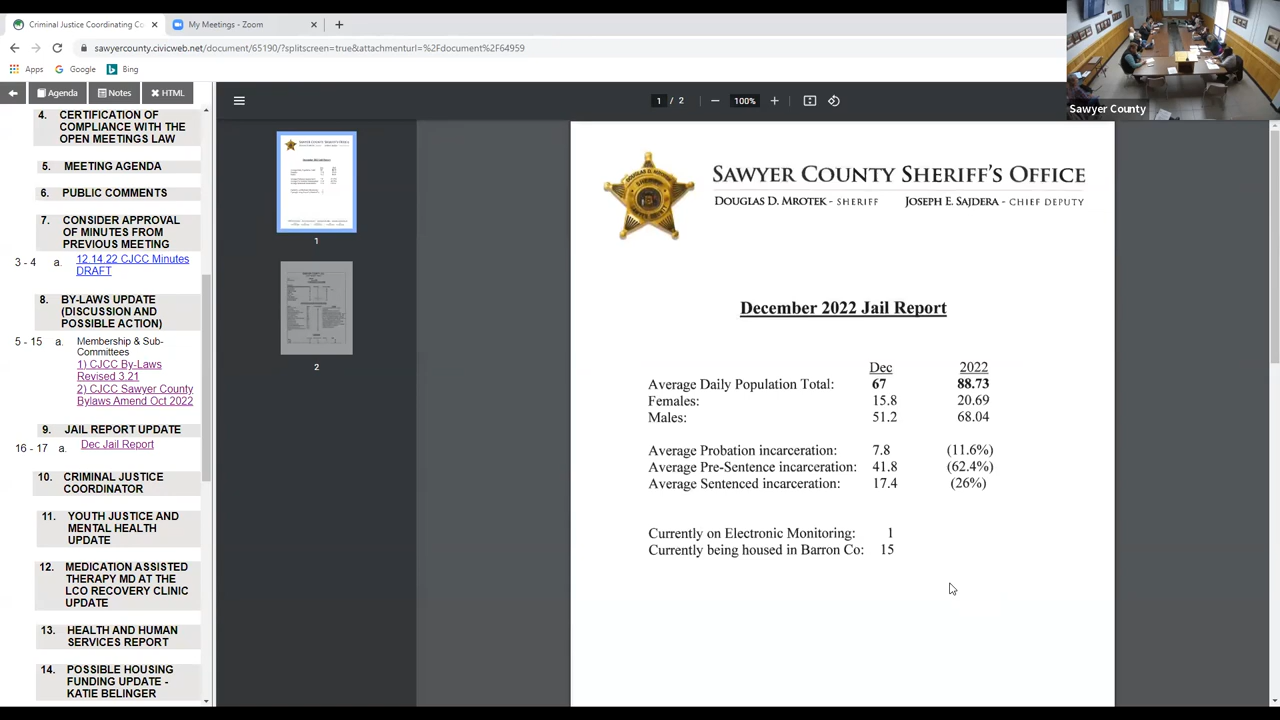 Criminal Justice Coordinating Co
My Meetings - Zoom
sawyercounty.civicweb.net/document/65190/?splitscreen=true&attachmenturl=%2Fdocument%2F64959
Apps
Google
Bing
Agenda
Notes
HTML
4. CERTIFICATION OF
COMPLIANCE WITH THE
OPEN MEETINGS LAW
5. MEETING AGENDA
6. PUBLIC COMMENTS
7. CONSIDER APPROVAL
OF MINUTES FROM
PREVIOUS MEETING
3 - 4 a. 12.14.22 CJCC Minutes
DRAFT
8. BY-LAWS UPDATE
(DISCUSSION AND
POSSIBLE ACTION)
5 - 15 a. Membership & Sub-
Committees
1) CJCC By-Laws
Revised 3.21
2) CJCC Sawyer County
Bylaws Amend Oct 2022
9. JAIL REPORT UPDATE
16 - 17 a. Dec Jail Report
10. CRIMINAL JUSTICE
COORDINATOR
11. YOUTH JUSTICE AND
MENTAL HEALTH
UPDATE
12. MEDICATION ASSISTED
THERAPY MD AT THE
LCO RECOVERY CLINIC
UPDATE
13. HEALTH AND HUMAN
SERVICES REPORT
14. POSSIBLE HOUSING
FUNDING UPDATE -
KATIE BELINGER
1 / 2
100%
1
2
SAWYER COUNTY SHERIFF'S OFFICE
DOUGLAS D. MROTEK - SHERIFF JOSEPH E. SAJDERA - CHIEF DEPUTY
December 2022 Jail Report
Dec 2022
Average Daily Population Total: 67 88.73
Females: 15.8 20.69
Males: 51.2 68.04
Average Probation incarceration: 7.8 (11.6%)
Average Pre-Sentence incarceration: 41.8 (62.4%)
Average Sentenced incarceration: 17.4 (26%)
Currently on Electronic Monitoring: 1
Currently being housed in Barron Co: 15
Sawyer County